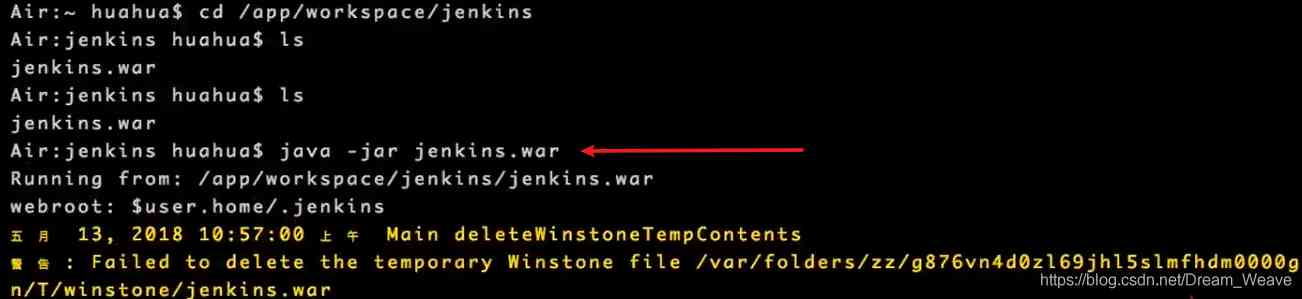 Air:~ huahua$ cd /app/workspace/jenkins
Air:jenkins huahua$ ls
jenkins.war
Air:jenkins huahua$ ls
jenkins.war
Air:jenkins huahua$ java -jar jenkins.war
Running from: /app/workspace/jenkins/jenkins.war
webroot: $user.home/.jenkins
五月 13, 2018 10:57:00 上午 Main deleteWinstoneTempContents
警告: Failed to delete the temporary Winstone file /var/folders/zz/g876vn4d0zl69jhl5slmfhdm0000g
n/T/winstone/jenkins.war
https://blog.csdn.net/Dream_Weave